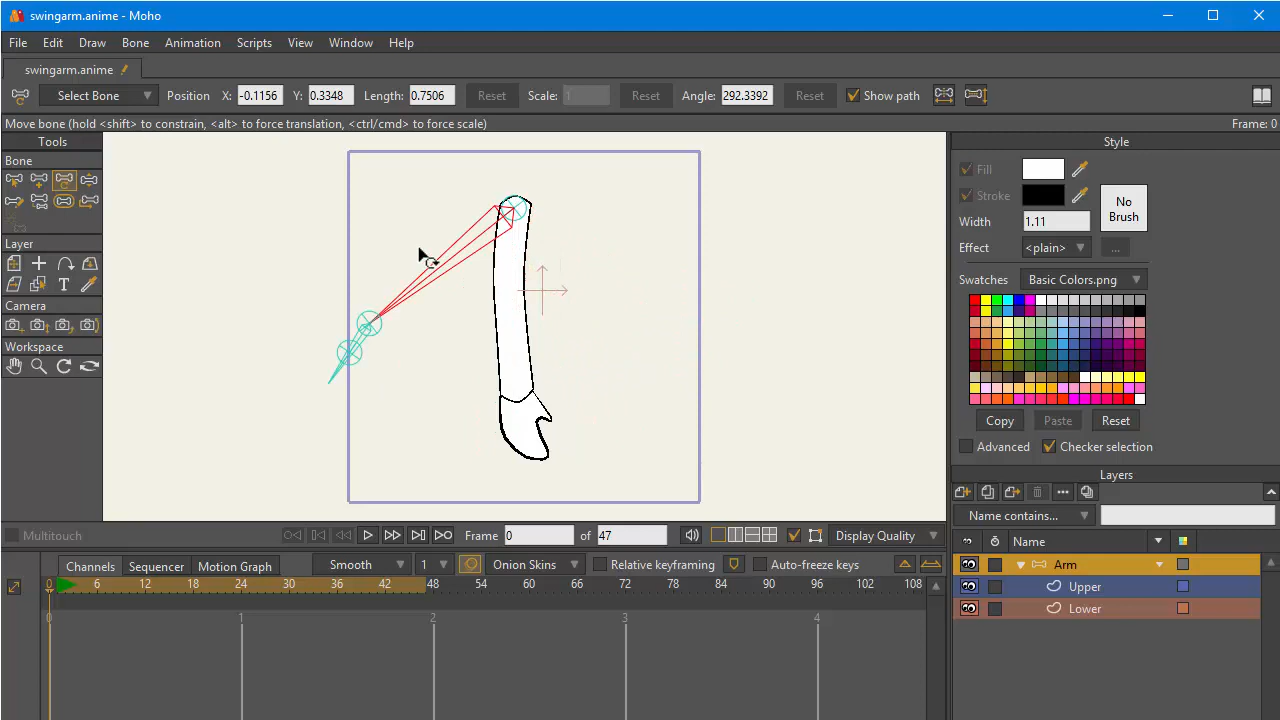 swingarm.anime - Moho
File Edit Draw Bone Animation Scripts View Window Help
swingarm.anime
Select Bone Position X: -0.1156 Y: 0.3348 Length: 0.7506 Reset Scale: 1 Reset Angle: 292.3392 Reset Show path
Move bone (hold <shift> to constrain, <alt> to force translation, <ctrl/cmd> to force scale) Frame: 0
Tools
Bone
Layer
Camera
Workspace
Style
Fill
Stroke
No Brush
Width 1.11
Effect <plain> ...
Swatches Basic Colors.png
Copy Paste Reset
Advanced Checker selection
Layers
Name contains...
Name
Arm
Upper
Lower
Multitouch Frame 0 of 47 Display Quality
Channels Sequencer Motion Graph Smooth 1 Onion Skins Relative keyframing Auto-freeze keys
0 6 12 18 24 30 36 42 48 54 60 66 72 78 84 90 96 102 108
0 1 2 3 4